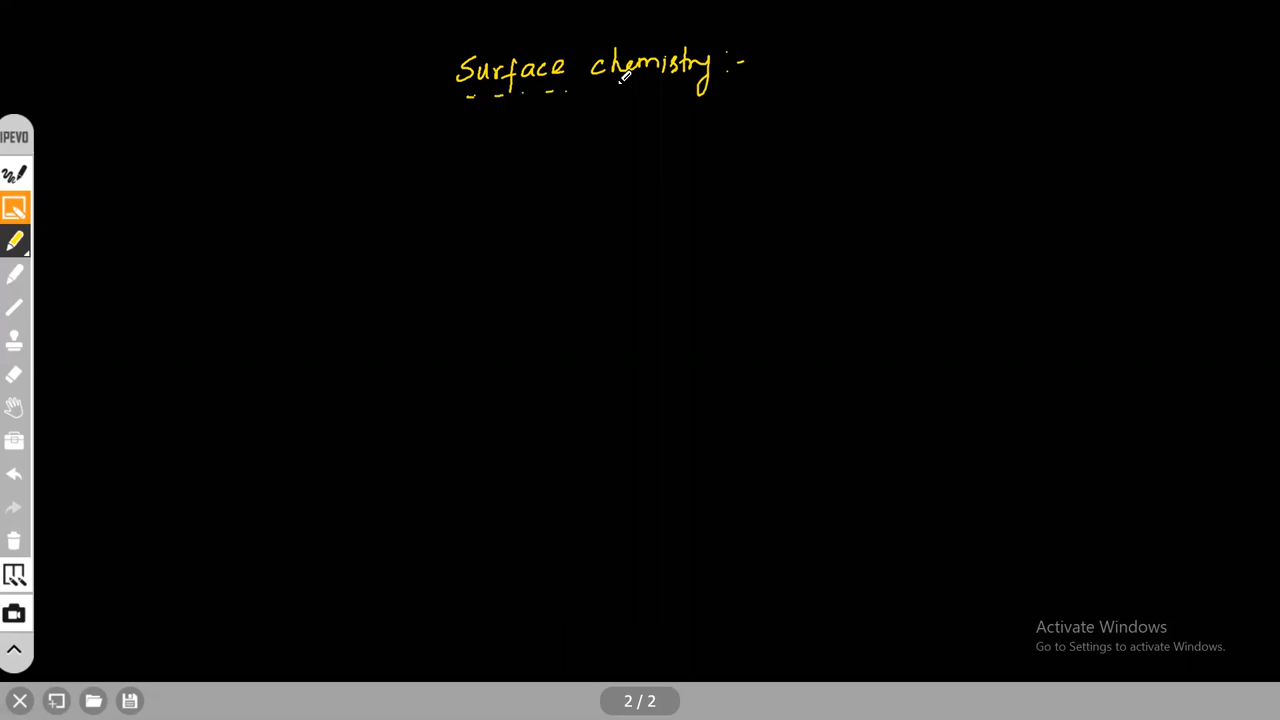 Surface chemistry :-
IPEVO
Activate Windows
Go to Settings to activate Windows.
2 / 2